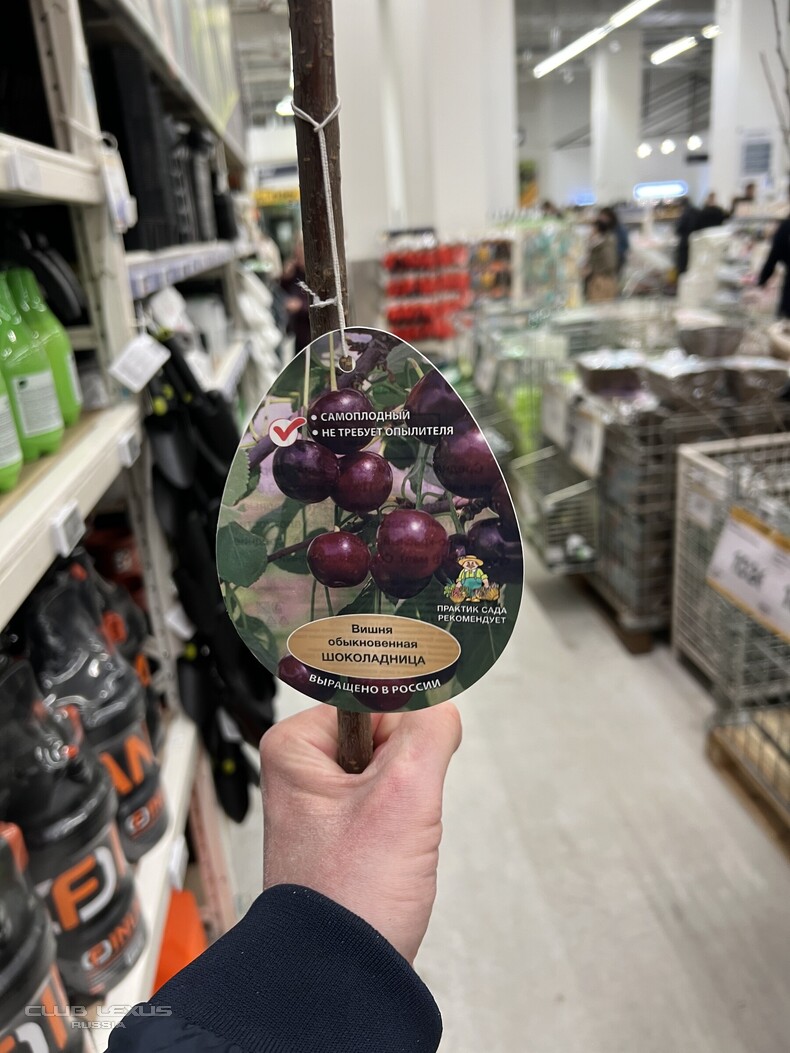 • САМОПЛОДНЫЙ
• НЕ ТРЕБУЕТ ОПЫЛИТЕЛЯ
ПРАКТИК САДА
РЕКОМЕНДУЕТ
Вишня
обыкновенная
ШОКОЛАДНИЦА
ВЫРАЩЕНО В РОССИИ
CLUB LEXUS
RUSSIA